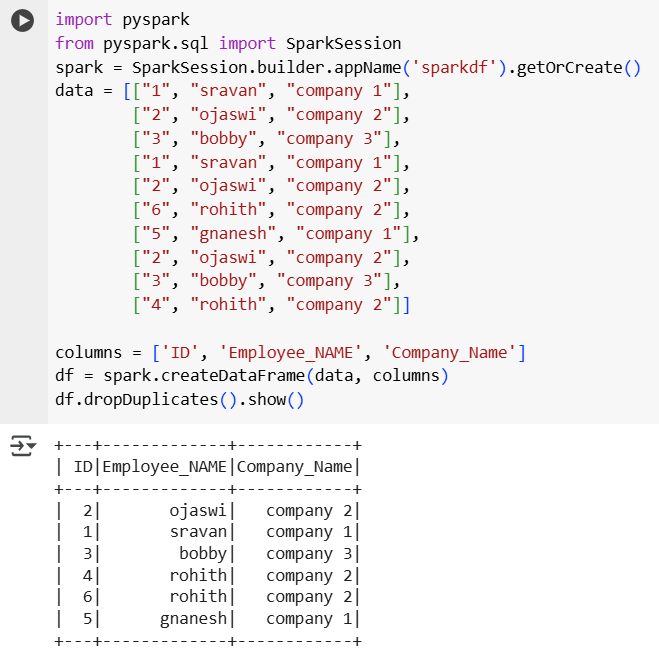 import pyspark
from pyspark.sql import SparkSession
spark = SparkSession.builder.appName('sparkdf').getOrCreate()
data = [["1", "sravan", "company 1"],
        ["2", "ojaswi", "company 2"],
        ["3", "bobby", "company 3"],
        ["1", "sravan", "company 1"],
        ["2", "ojaswi", "company 2"],
        ["6", "rohith", "company 2"],
        ["5", "gnanesh", "company 1"],
        ["2", "ojaswi", "company 2"],
        ["3", "bobby", "company 3"],
        ["4", "rohith", "company 2"]]

columns = ['ID', 'Employee_NAME', 'Company_Name']
df = spark.createDataFrame(data, columns)
df.dropDuplicates().show()

+---+-------------+------------+
| ID|Employee_NAME|Company_Name|
+---+-------------+------------+
|  2|       ojaswi|   company 2|
|  1|       sravan|   company 1|
|  3|        bobby|   company 3|
|  4|       rohith|   company 2|
|  6|       rohith|   company 2|
|  5|      gnanesh|   company 1|
+---+-------------+------------+